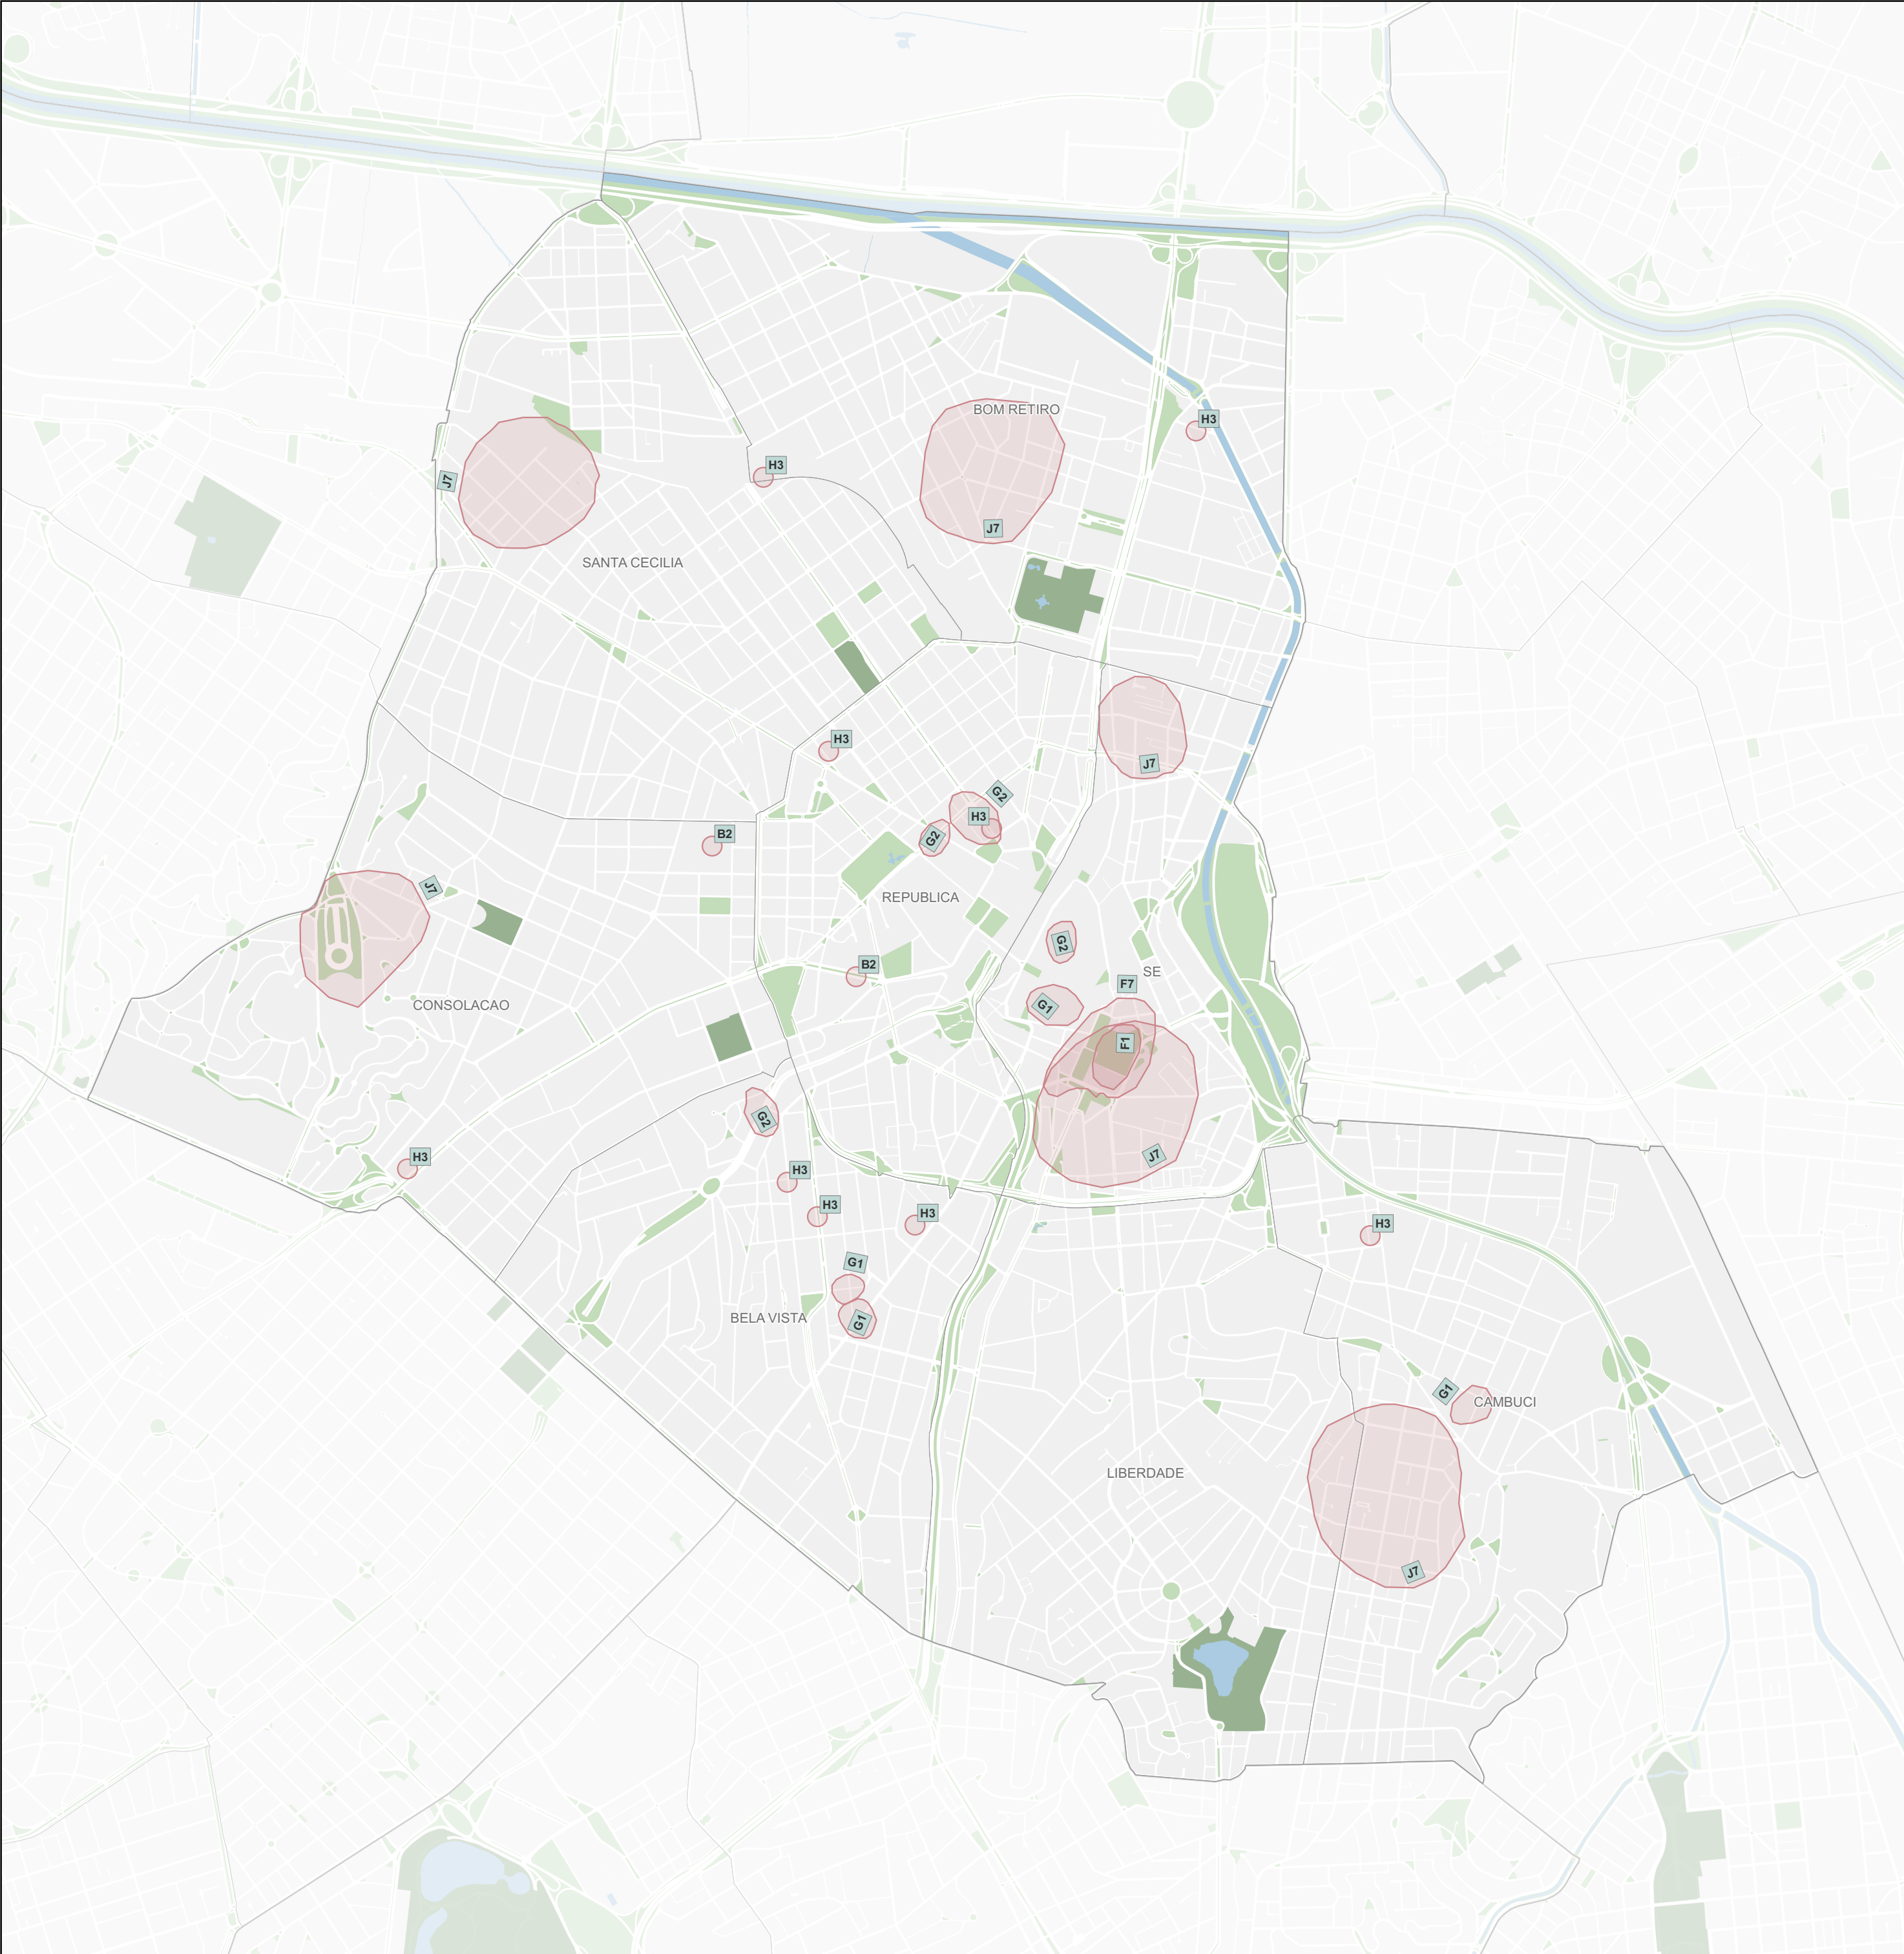 BOM RETIRO
H3
H3
J7
J7
SANTA CECILIA
H3
J7
G2
H3
B2
G2
J7
REPUBLICA
G2
B2
SE
F7
CONSOLACAO
G1
F1
G2
H3
J7
H3
H3
H3
H3
G1
BELA VISTA
G1
G1
CAMBUCI
LIBERDADE
J7